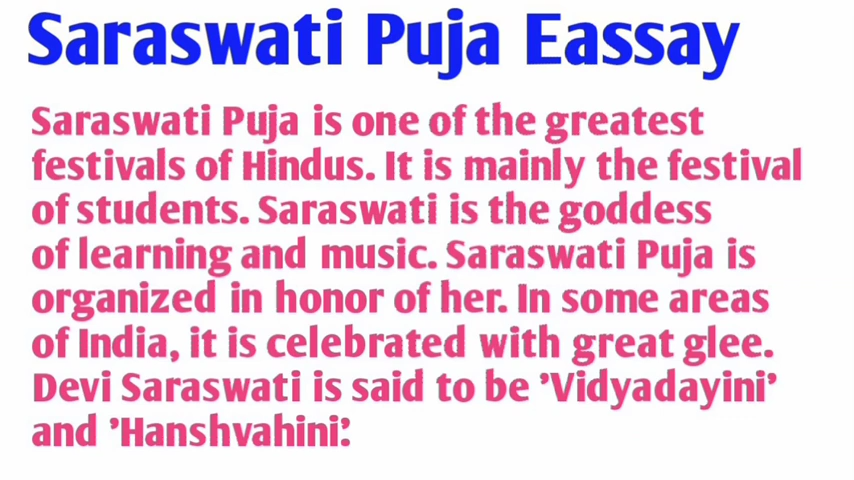 Saraswati Puja Eassay
Saraswati Puja is one of the greatest
festivals of Hindus. It is mainly the festival
of students. Saraswati is the goddess
of learning and music. Saraswati Puja is
organized in honor of her. In some areas
of India, it is celebrated with great glee.
Devi Saraswati is said to be ’Vidyadayini’
and ’Hanshvahini’.